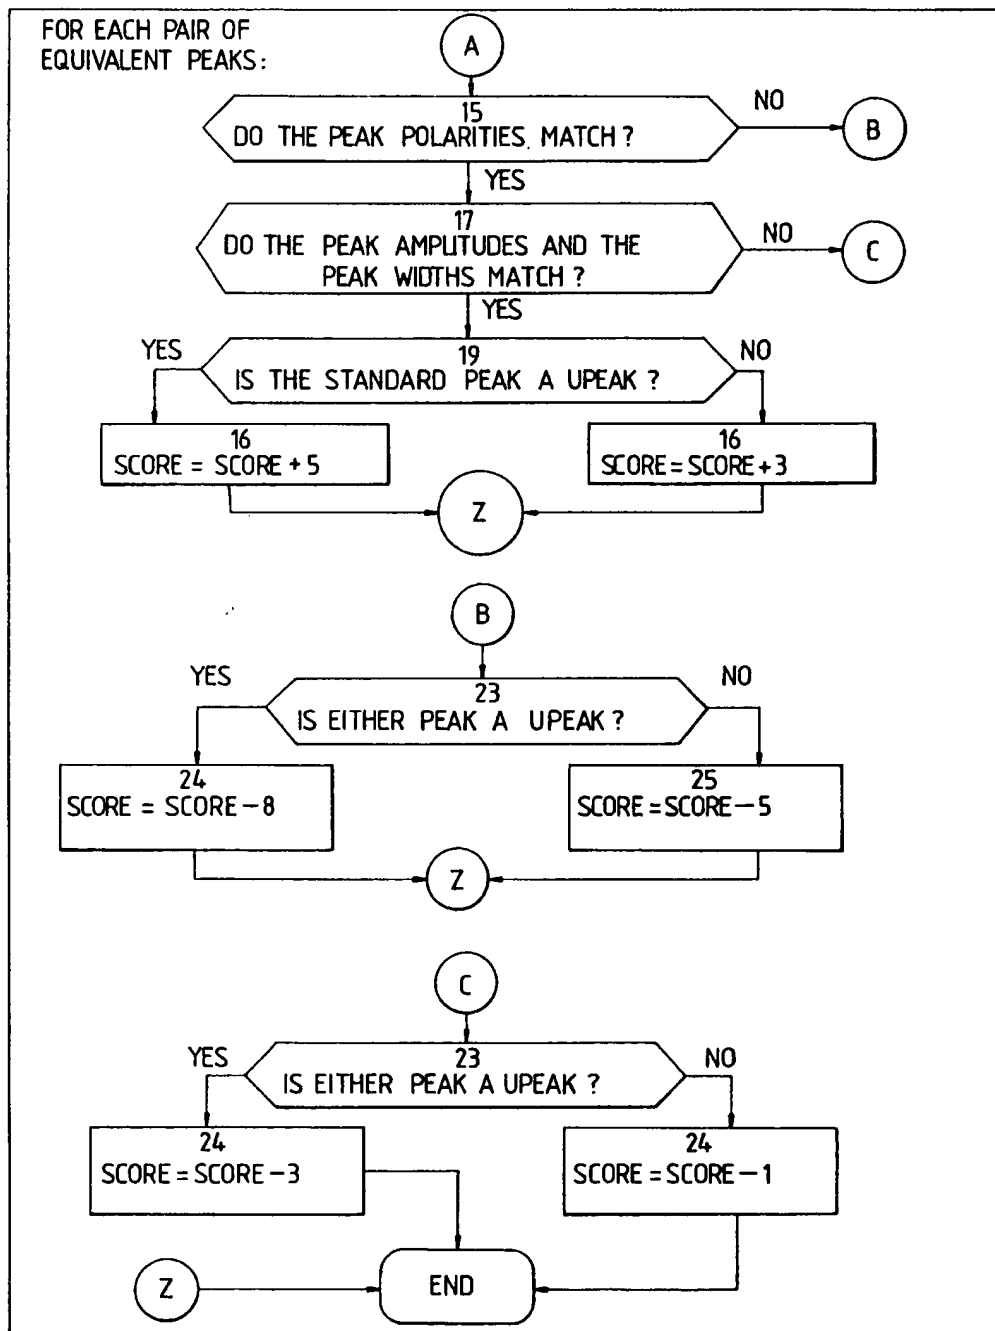 FOR EACH PAIR OF
EQUIVALENT PEAKS:
A
15
DO THE PEAK POLARITIES. MATCH ?
NO
B
YES
17
DO THE PEAK AMPLITUDES AND THE
PEAK WIDTHS MATCH ?
NO
C
YES
19
IS THE STANDARD PEAK A UPEAK ?
YES
NO
16
SCORE = SCORE + 5
16
SCORE = SCORE + 3
Z
B
23
IS EITHER PEAK A UPEAK ?
YES
NO
24
SCORE = SCORE – 8
25
SCORE = SCORE – 5
Z
C
23
IS EITHER PEAK A UPEAK ?
YES
NO
24
SCORE = SCORE – 3
24
SCORE = SCORE – 1
Z
END